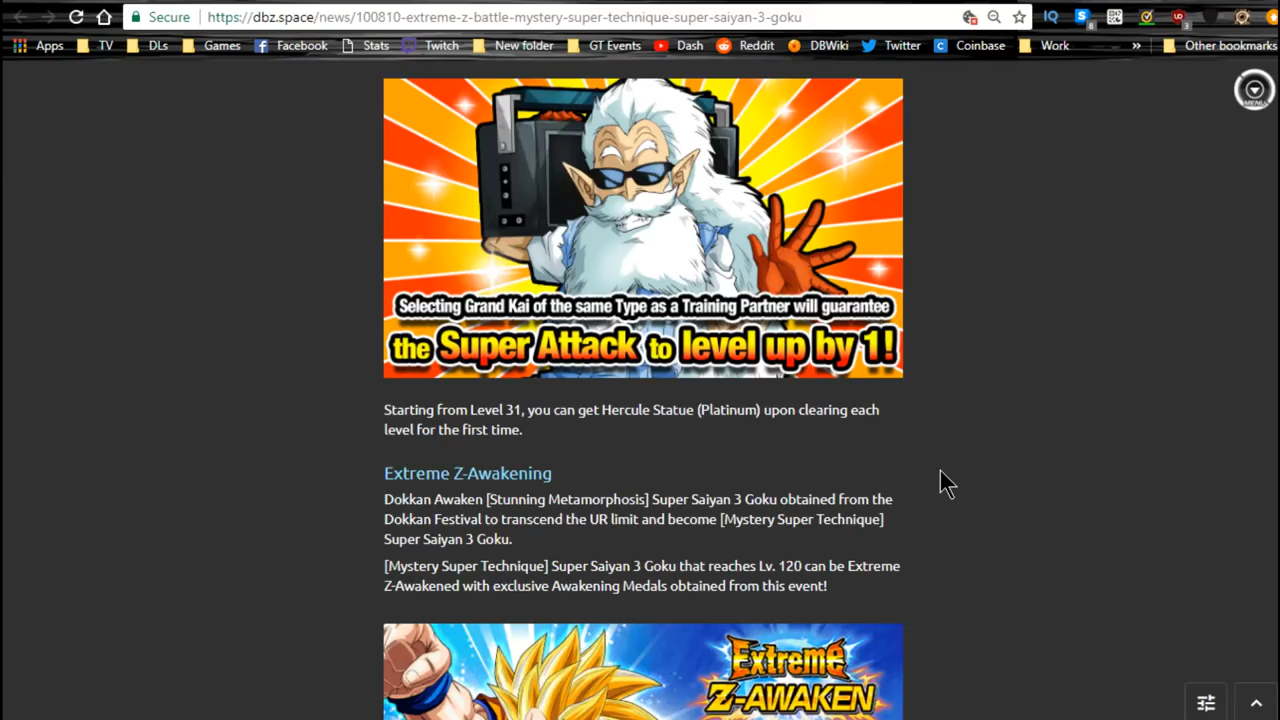 Secure https://dbz.space/news/100810-extreme-z-battle-mystery-super-technique-super-saiyan-3-goku
IQ 8 3
Apps TV DLs Games Facebook Stats Twitch New folder GT Events Dash Reddit DBWiki Twitter Coinbase Work » Other bookmarks
MENU
Selecting Grand Kai of the same Type as a Training Partner will guarantee
the Super Attack to level up by 1!
Starting from Level 31, you can get Hercule Statue (Platinum) upon clearing each
level for the first time.
Extreme Z-Awakening
Dokkan Awaken [Stunning Metamorphosis] Super Saiyan 3 Goku obtained from the
Dokkan Festival to transcend the UR limit and become [Mystery Super Technique]
Super Saiyan 3 Goku.
[Mystery Super Technique] Super Saiyan 3 Goku that reaches Lv. 120 can be Extreme
Z-Awakened with exclusive Awakening Medals obtained from this event!
Extreme
Z-AWAKEN